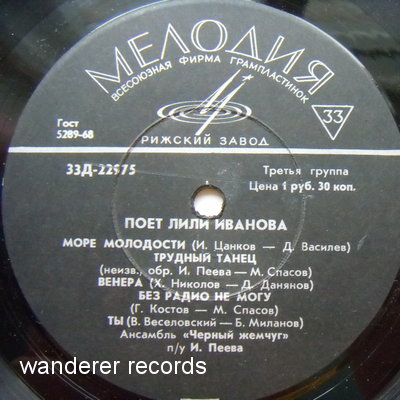 МЕЛОДИЯ
ВСЕСОЮЗНАЯ ФИРМА ГРАМПЛАСТИНОК
Гост
5289-68
33
РИЖСКИЙ ЗАВОД
33Д-22975
Третья группа
Цена 1 руб. 30 коп.
ПОЕТ ЛИЛИ ИВАНОВА
МОРЕ МОЛОДОСТИ (И. Цанков — Д. Василев)
ТРУДНЫЙ ТАНЕЦ
(неизв., обр. И. Пеева — М. Спасов)
ВЕНЕРА (Х. Николов — Д. Данянов)
БЕЗ РАДИО НЕ МОГУ
(Г. Костов — М. Спасов)
ТЫ (В. Веселовский — Б. Миланов)
Ансамбль «Черный жемчуг»
п/у И. Пеева
wanderer records